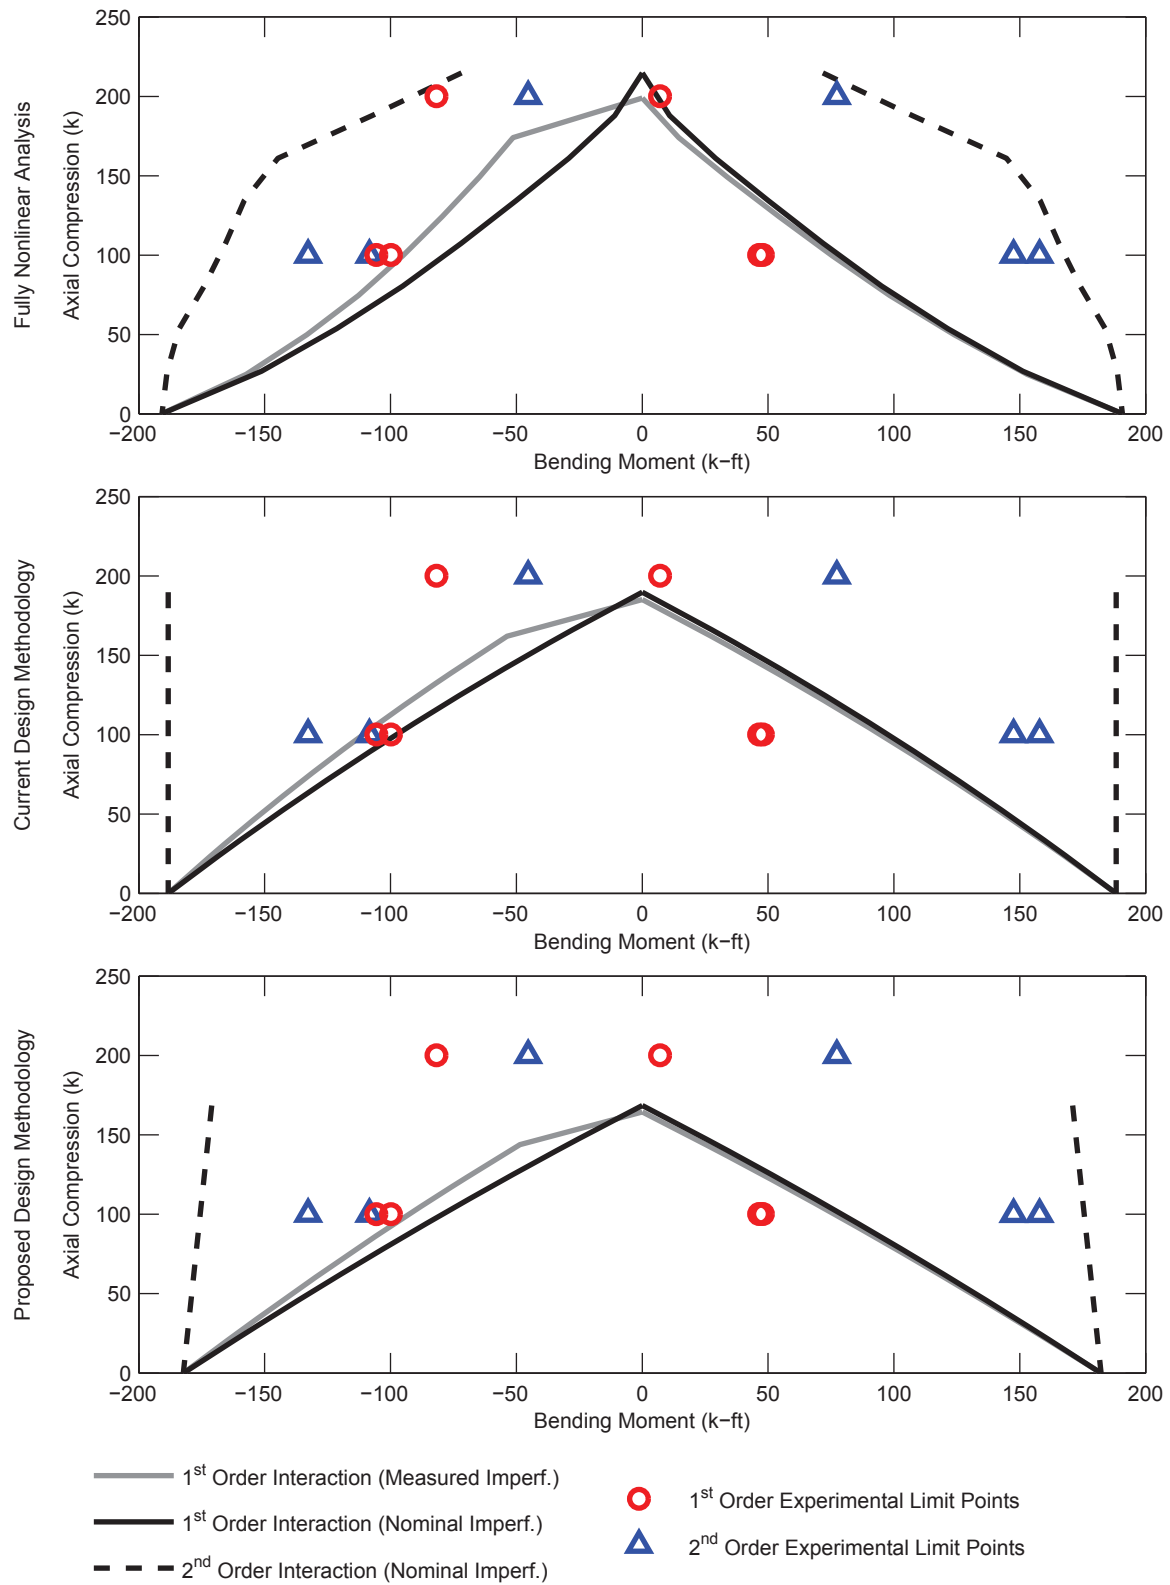 Fully Nonlinear Analysis
Axial Compression (k)
250
200
150
100
50
0
−200 −150 −100 −50 0 50 100 150 200
Bending Moment (k−ft)
Current Design Methodology
Axial Compression (k)
250
200
150
100
50
0
−200 −150 −100 −50 0 50 100 150 200
Bending Moment (k−ft)
Proposed Design Methodology
Axial Compression (k)
250
200
150
100
50
0
−200 −150 −100 −50 0 50 100 150 200
Bending Moment (k−ft)
1st Order Interaction (Measured Imperf.)
1st Order Interaction (Nominal Imperf.)
2nd Order Interaction (Nominal Imperf.)
1st Order Experimental Limit Points
2nd Order Experimental Limit Points